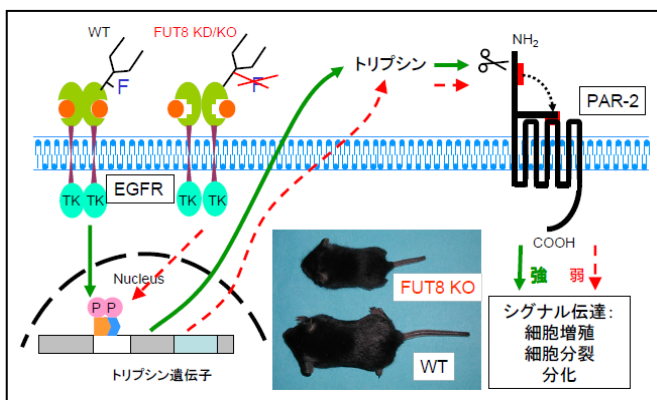 WT
FUT8 KD/KO
F
F
トリプシン
NH2
PAR-2
TK
TK
EGFR
TK
TK
COOH
強
弱
Nucleus
P
P
FUT8 KO
WT
シグナル伝達:
細胞増殖
細胞分裂
分化
トリプシン遺伝子